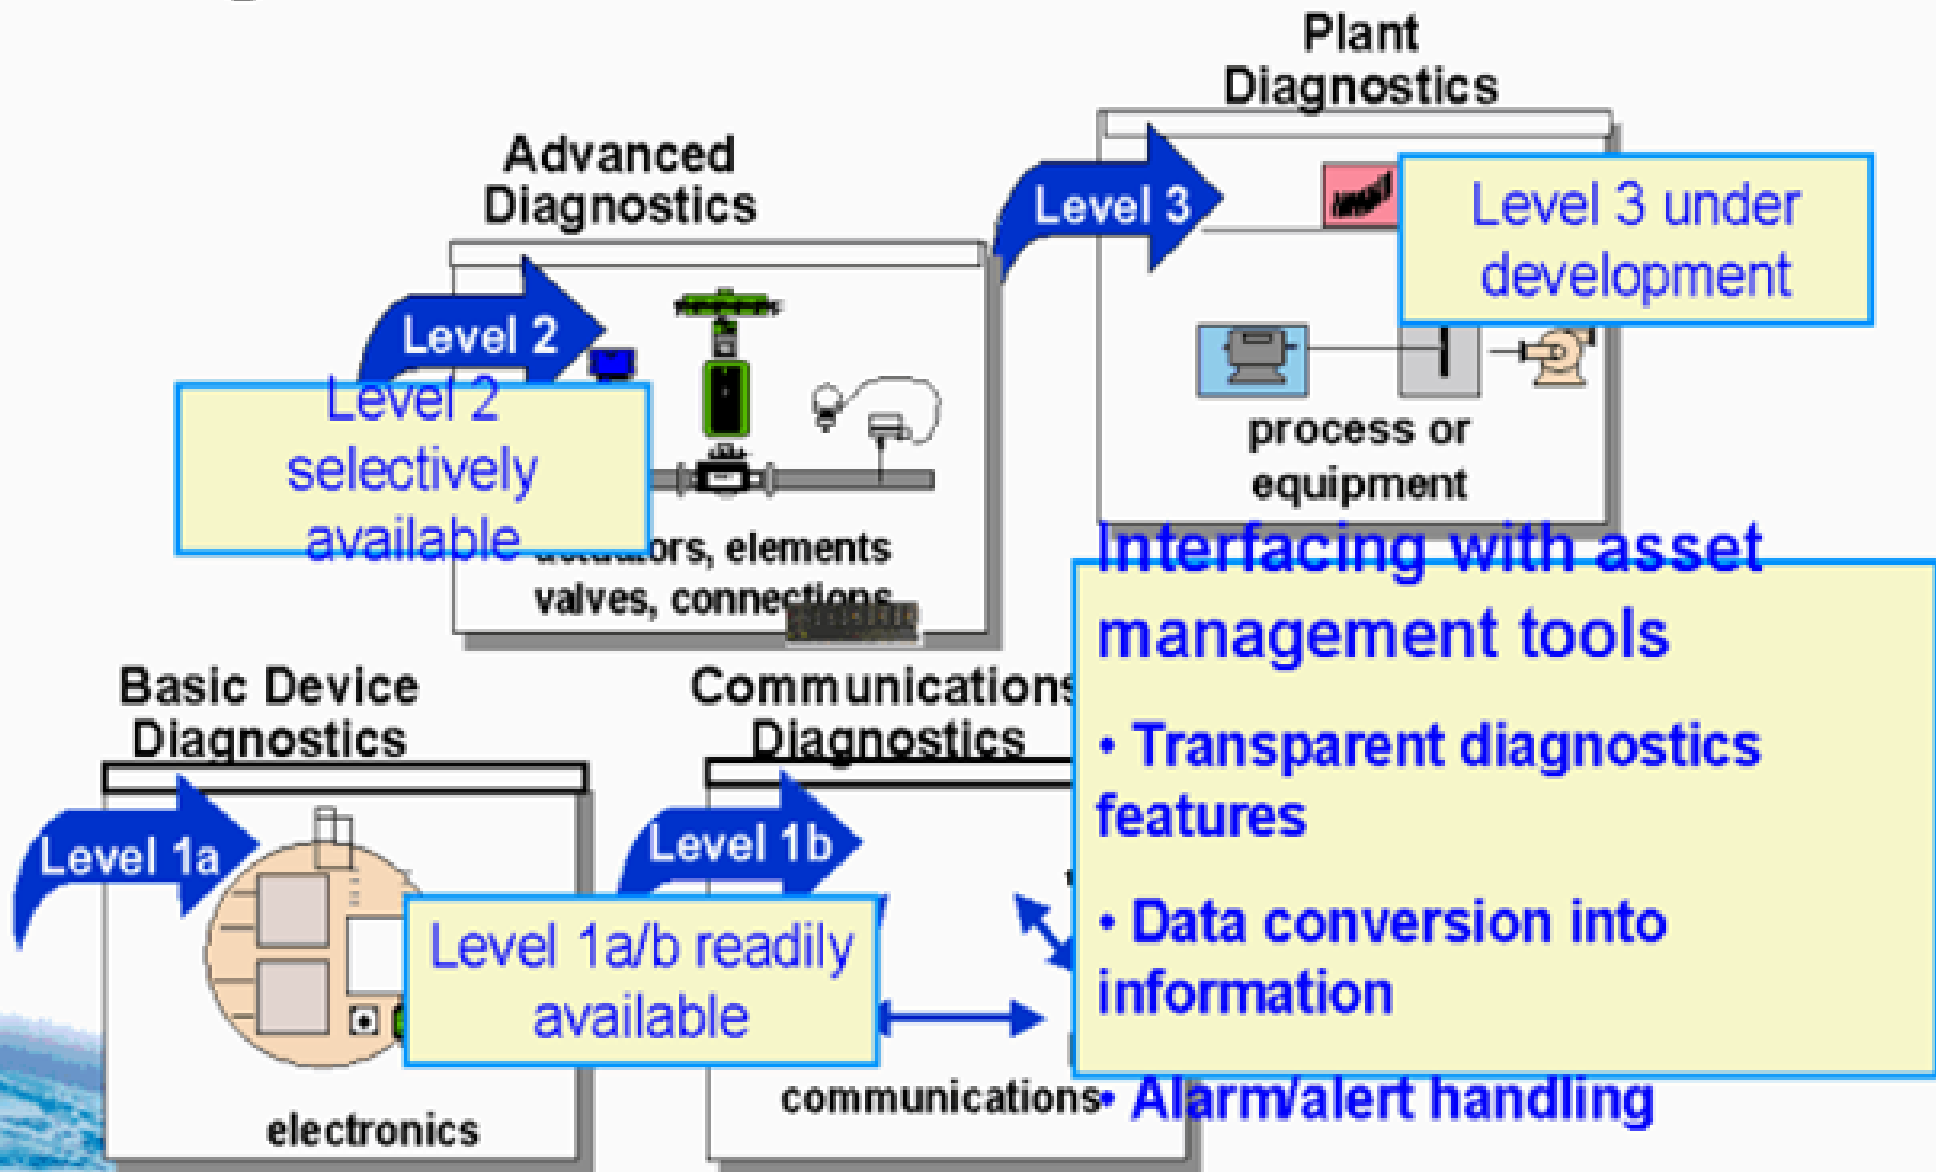 Plant
Diagnostics
Level 3
Level 3 under
development
process or
equipment
Advanced
Diagnostics
Level 2
Level 2
selectively
available
elements
valves, connections
Interfacing with asset
management tools
• Transparent diagnostics
features
• Data conversion into
information
• Alarm/alert handling
Basic Device
Diagnostics
Level 1a
electronics
Communications
Diagnostics
Level 1b
Level 1a/b readily
available
communications